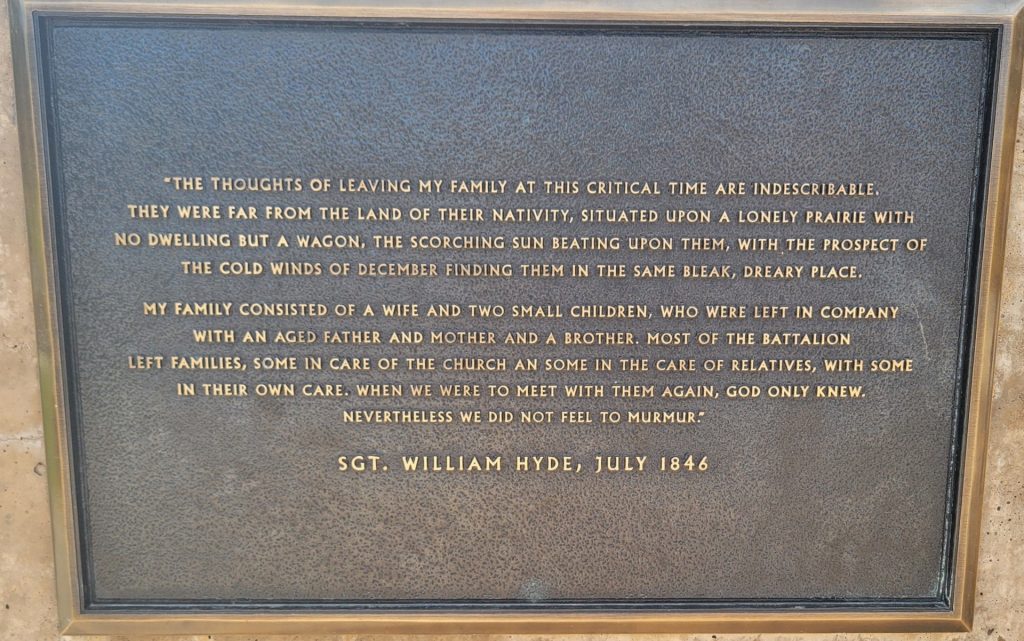 "THE THOUGHTS OF LEAVING MY FAMILY AT THIS CRITICAL TIME ARE INDESCRIBABLE.
THEY WERE FAR FROM THE LAND OF THEIR NATIVITY, SITUATED UPON A LONELY PRAIRIE WITH
NO DWELLING BUT A WAGON, THE SCORCHING SUN BEATING UPON THEM, WITH THE PROSPECT OF
THE COLD WINDS OF DECEMBER FINDING THEM IN THE SAME BLEAK, DREARY PLACE.
MY FAMILY CONSISTED OF A WIFE AND TWO SMALL CHILDREN, WHO WERE LEFT IN COMPANY
WITH AN AGED FATHER AND MOTHER AND A BROTHER. MOST OF THE BATTALION
LEFT FAMILIES, SOME IN CARE OF THE CHURCH AN SOME IN THE CARE OF RELATIVES, WITH SOME
IN THEIR OWN CARE. WHEN WE WERE TO MEET WITH THEM AGAIN, GOD ONLY KNEW.
NEVERTHELESS WE DID NOT FEEL TO MURMUR."
SGT. WILLIAM HYDE, JULY 1846